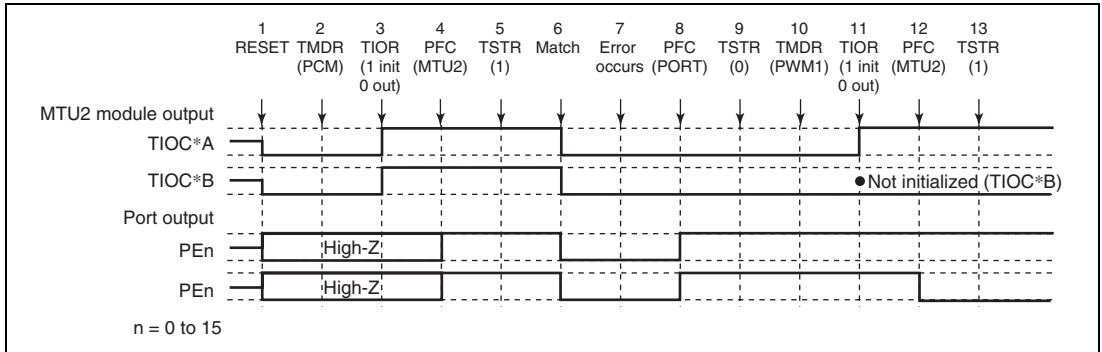 1 2 3 4 5 6 7 8 9 10 11 12 13
RESET TMDR TIOR PFC TSTR Match Error PFC TSTR TMDR TIOR PFC TSTR
(PCM) (1 init (MTU2) (1) occurs (PORT) (0) (PWM1) (1 init (MTU2) (1)
0 out) 0 out)
MTU2 module output
TIOC*A
TIOC*B
●Not initialized (TIOC*B)
Port output
PEn
High-Z
PEn
High-Z
n = 0 to 15